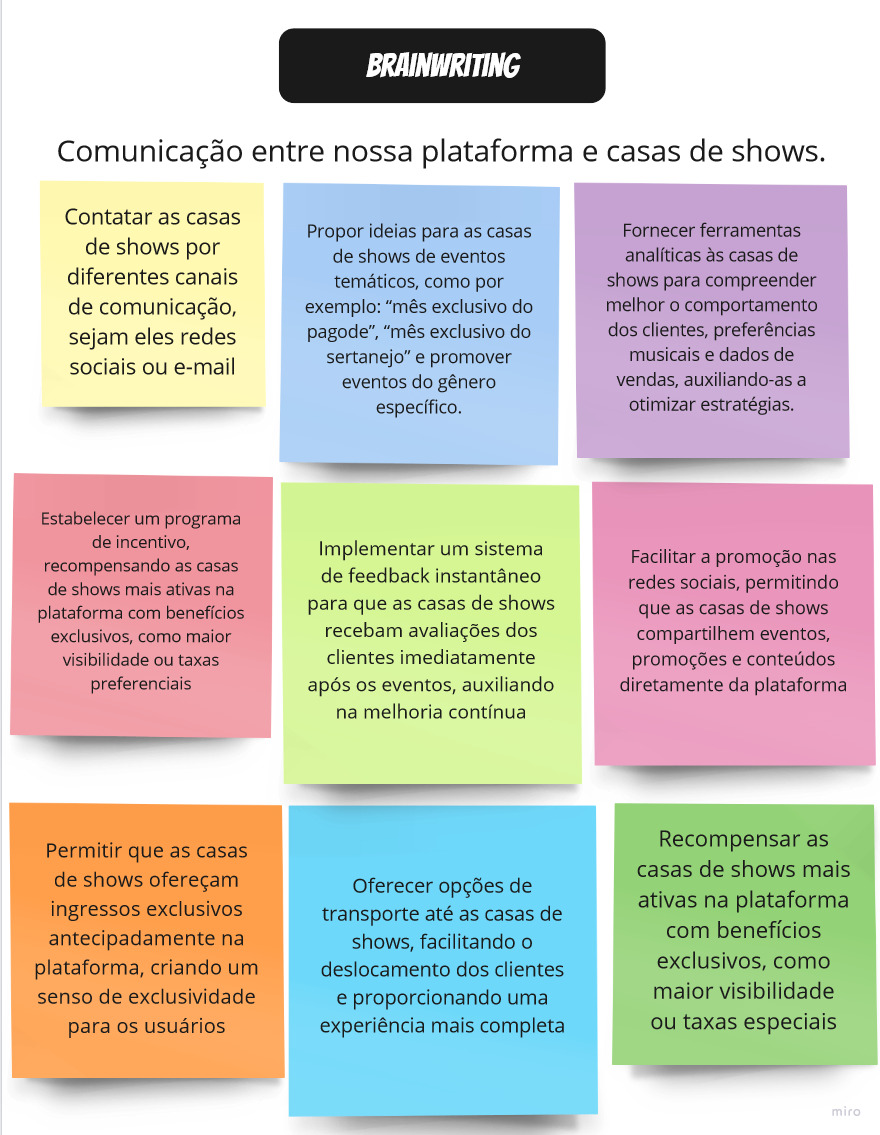 BRAINWRITING
Comunicação entre nossa plataforma e casas de shows.
Contatar as casas
de shows por
diferentes canais
de comunicação,
sejam eles redes
sociais ou e-mail
Propor ideias para as casas
de shows de eventos
temáticos, como por
exemplo: “mês exclusivo do
pagode”, “mês exclusivo do
sertanejo” e promover
eventos do gênero
específico.
Fornecer ferramentas
analíticas às casas de
shows para compreender
melhor o comportamento
dos clientes, preferências
musicais e dados de
vendas, auxiliando-as a
otimizar estratégias.
Estabelecer um programa
de incentivo,
recompensando as casas
de shows mais ativas na
plataforma com benefícios
exclusivos, como maior
visibilidade ou taxas
preferenciais
Implementar um sistema
de feedback instantâneo
para que as casas de shows
recebam avaliações dos
clientes imediatamente
após os eventos, auxiliando
na melhoria contínua
Facilitar a promoção nas
redes sociais, permitindo
que as casas de shows
compartilhem eventos,
promoções e conteúdos
diretamente da plataforma
Permitir que as casas
de shows ofereçam
ingressos exclusivos
antecipadamente na
plataforma, criando um
senso de exclusividade
para os usuários
Oferecer opções de
transporte até as casas de
shows, facilitando o
deslocamento dos clientes
e proporcionando uma
experiência mais completa
Recompensar as
casas de shows mais
ativas na plataforma
com benefícios
exclusivos, como
maior visibilidade
ou taxas especiais
miro